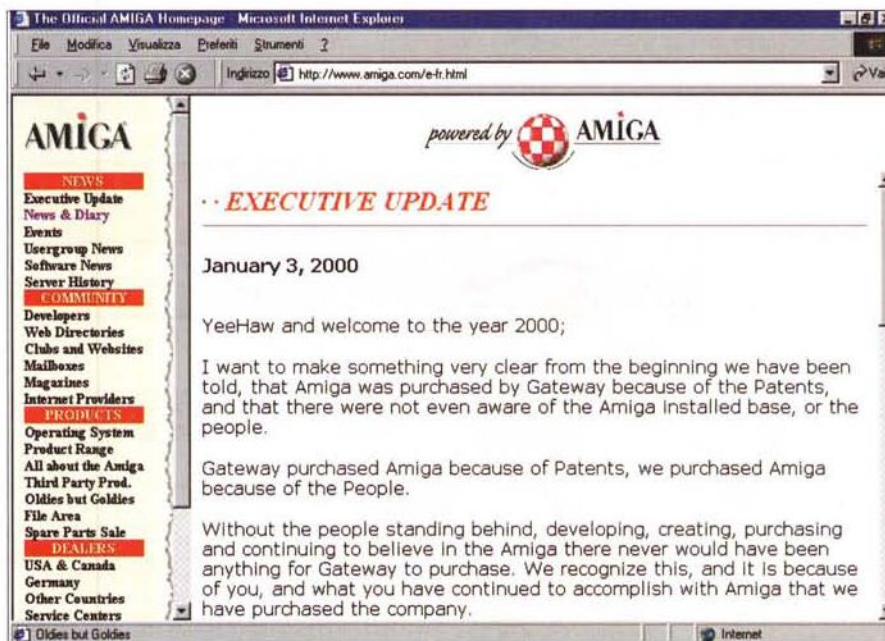 The Official AMIGA Homepage - Microsoft Internet Explorer
File Modifica Visualizza Preferiti Strumenti ?
Indirizzo http://www.amiga.com/e-fr.html Va
AMIGA
NEWS
Executive Update
News & Diary
Events
Usergroup News
Software News
Server History
COMMUNITY
Developers
Web Directories
Clubs and Websites
Mailboxes
Magazines
Internet Providers
PRODUCTS
Operating System
Product Range
All about the Amiga
Third Party Prod.
Oldies but Goldies
File Area
Spare Parts Sale
DEALERS
USA & Canada
Germany
Other Countries
Service Centers
powered by AMIGA
·· EXECUTIVE UPDATE
January 3, 2000
YeeHaw and welcome to the year 2000;
I want to make something very clear from the beginning we have been
told, that Amiga was purchased by Gateway because of the Patents,
and that there were not even aware of the Amiga installed base, or the
people.
Gateway purchased Amiga because of Patents, we purchased Amiga
because of the People.
Without the people standing behind, developing, creating, purchasing
and continuing to believe in the Amiga there never would have been
anything for Gateway to purchase. We recognize this, and it is because
of you, and what you have continued to accomplish with Amiga that we
have purchased the company.
Oldies but Goldies
Internet